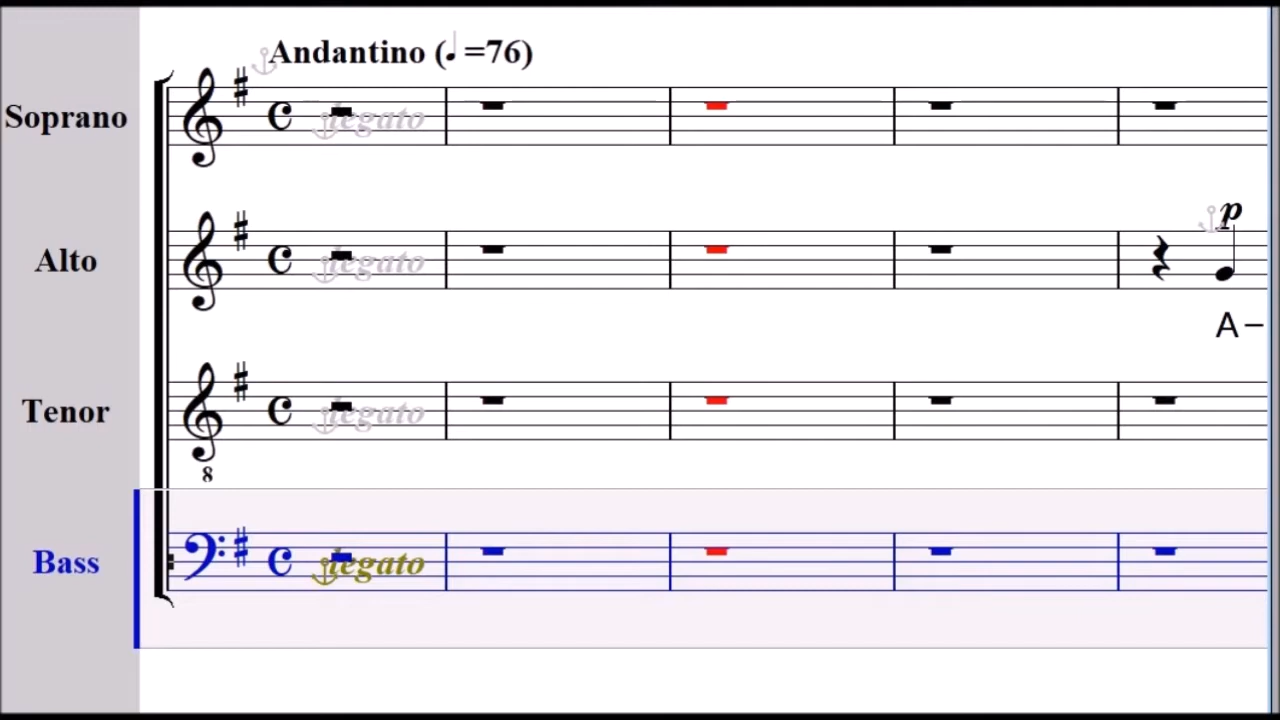 Andantino (♩=76)
Soprano
legato
Alto
legato
p
A-
Tenor
legato
8
Bass
legato